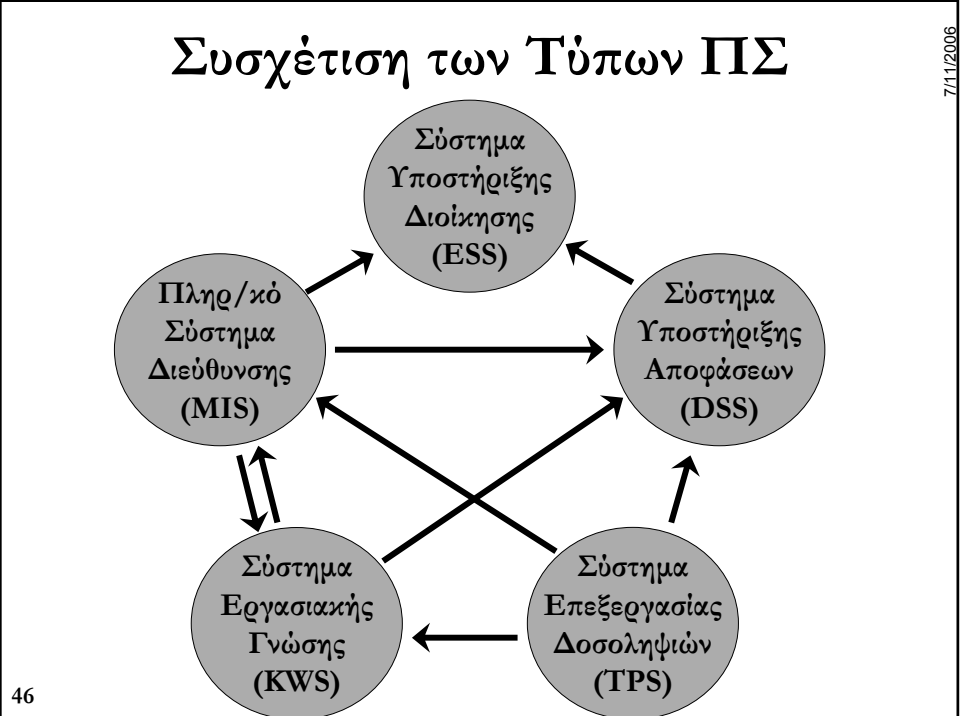 Συσχέτιση των Τύπων ΠΣ
7/11/2006
Σύστημα
Υποστήριξης
Διοίκησης
(ESS)
Πληρ/κό
Σύστημα
Διεύθυνσης
(MIS)
Σύστημα
Υποστήριξης
Αποφάσεων
(DSS)
Σύστημα
Εργασιακής
Γνώσης
(KWS)
Σύστημα
Επεξεργασίας
Δοσοληψιών
(TPS)
46